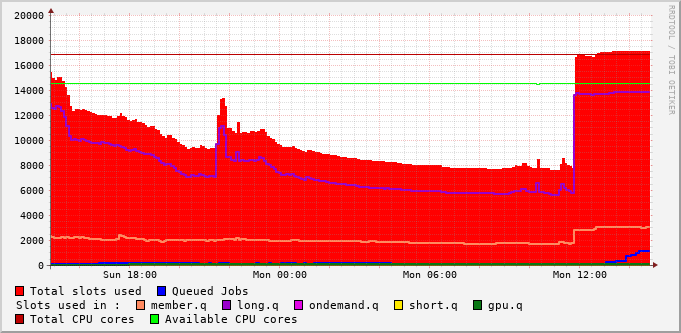 20000
18000
16000
14000
12000
10000
8000
6000
4000
2000
0
Sun 18:00 Mon 00:00 Mon 06:00 Mon 12:00
RRDTOOL / TOBI OETIKER
Total slots used Queued Jobs
Slots used in : member.q long.q ondemand.q short.q gpu.q
Total CPU cores Available CPU cores